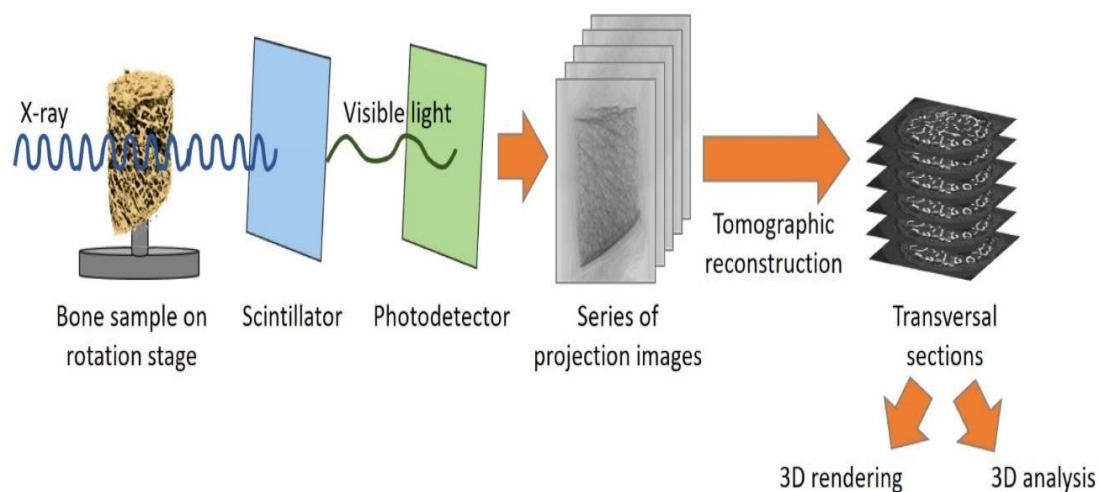 X-ray
Visible light
Tomographic
reconstruction
Bone sample on
rotation stage
Scintillator
Photodetector
Series of
projection images
Transversal
sections
3D rendering
3D analysis